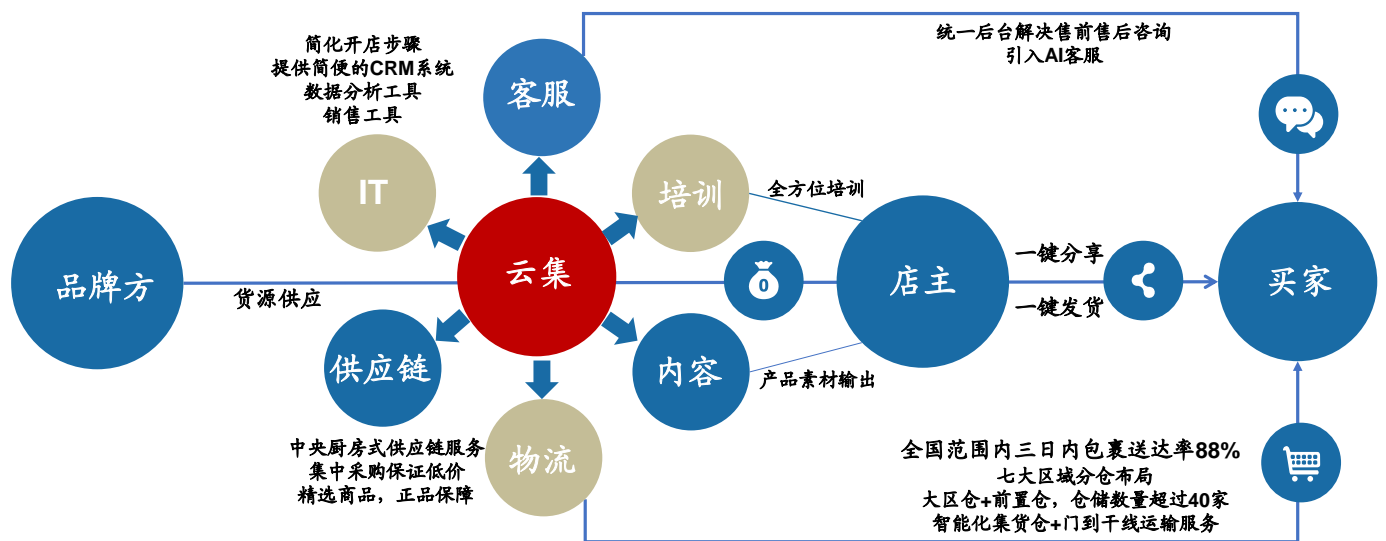 简化开店步骤
提供简便的CRM系统
数据分析工具
销售工具
客服
统一后台解决售前售后咨询
引入AI客服
IT
培训
全方位培训
品牌方
货源供应
云集
0
店主
一键分享
一键发货
买家
供应链
内容
产品素材输出
中央厨房式供应链服务
集中采购保证低价
精选商品，正品保障
物流
全国范围内三日内包裹送达率88%
七大区域分仓布局
大区仓+前置仓，仓储数量超过40家
智能化集货仓+门到干线运输服务